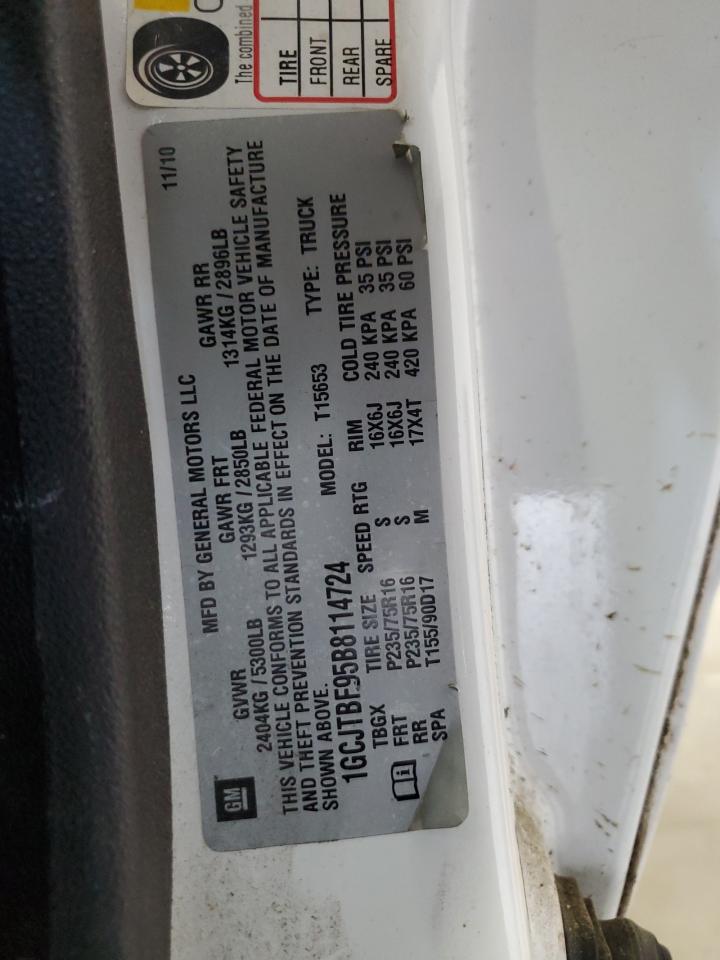 The combined
TIRE
FRONT
REAR
SPARE
GM
MFD BY GENERAL MOTORS LLC 11/10
GVWR GAWR FRT GAWR RR
2404KG/5300LB 1293KG/2850LB 1314KG/2896LB
THIS VEHICLE CONFORMS TO ALL APPLICABLE FEDERAL MOTOR VEHICLE SAFETY
AND THEFT PREVENTION STANDARDS IN EFFECT ON THE DATE OF MANUFACTURE
SHOWN ABOVE.
1GCJTBF95B8114724 MODEL: T15653 TYPE: TRUCK
TBGX TIRE SIZE SPEED RTG RIM COLD TIRE PRESSURE
FRT P235/75R16 S 16X6J 240 KPA 35 PSI
RR P235/75R16 S 16X6J 240 KPA 35 PSI
SPA T155/90D17 M 17X4T 420 KPA 60 PSI